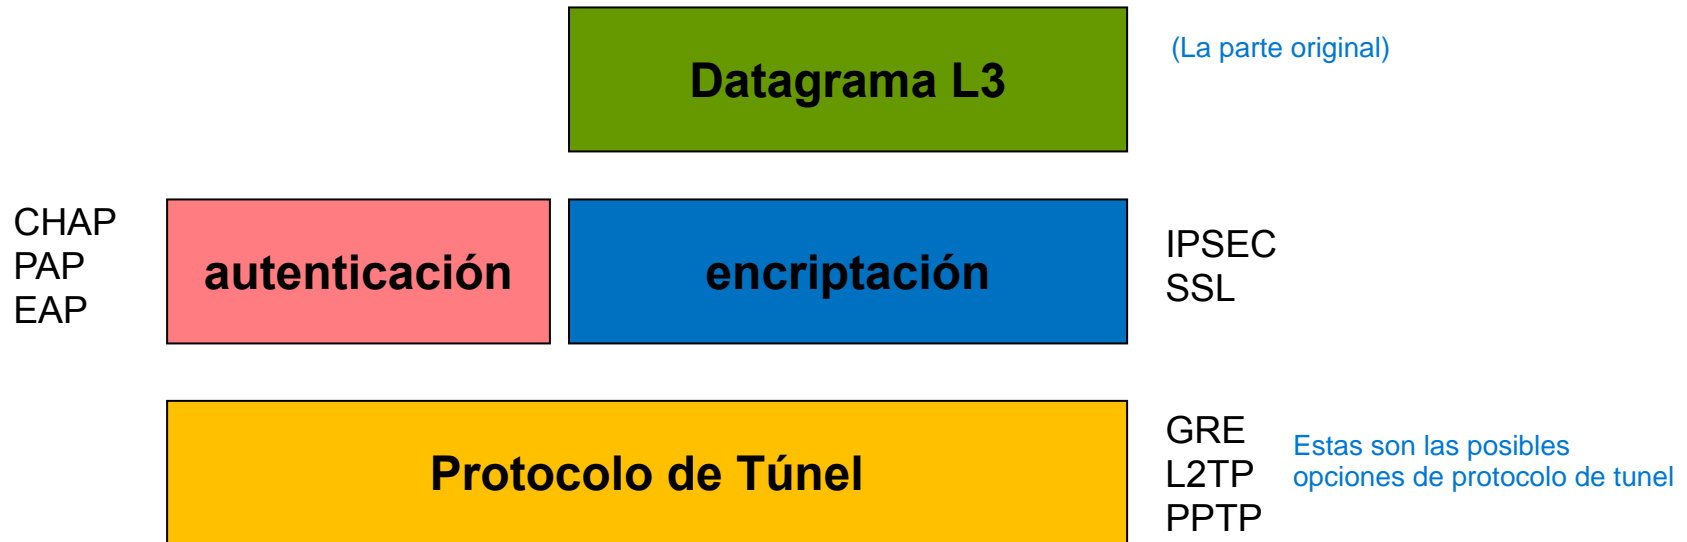 Datagrama L3
(La parte original)
CHAP
PAP
EAP
autenticación
encriptación
IPSEC
SSL
Protocolo de Túnel
GRE
L2TP
PPTP
Estas son las posibles
opciones de protocolo de tunel